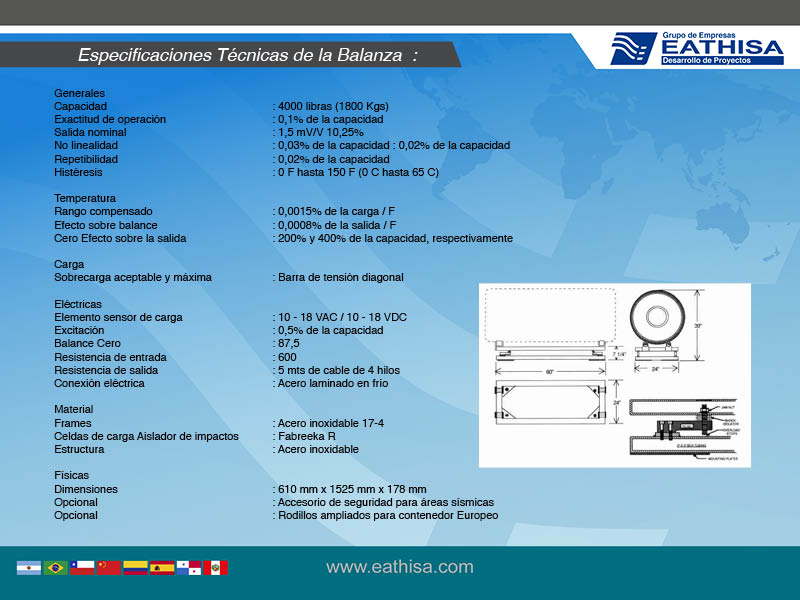 Especificaciones Técnicas de la Balanza :
Grupo de Empresas
EATHISA
Desarrollo de Proyectos
Generales
Capacidad : 4000 libras (1800 Kgs)
Exactitud de operación : 0,1% de la capacidad
Salida nominal : 1,5 mV/V 10,25%
No linealidad : 0,03% de la capacidad : 0,02% de la capacidad
Repetibilidad : 0,02% de la capacidad
Histéresis : 0 F hasta 150 F (0 C hasta 65 C)
Temperatura
Rango compensado : 0,0015% de la carga / F
Efecto sobre balance : 0,0008% de la salida / F
Cero Efecto sobre la salida : 200% y 400% de la capacidad, respectivamente
Carga
Sobrecarga aceptable y máxima : Barra de tensión diagonal
Eléctricas
Elemento sensor de carga : 10 - 18 VAC / 10 - 18 VDC
Excitación : 0,5% de la capacidad
Balance Cero : 87,5
Resistencia de entrada : 600
Resistencia de salida : 5 mts de cable de 4 hilos
Conexión eléctrica : Acero laminado en frío
Material
Frames : Acero inoxidable 17-4
Celdas de carga Aislador de impactos : Fabreeka R
Estructura : Acero inoxidable
Físicas
Dimensiones : 610 mm x 1525 mm x 178 mm
Opcional : Accesorio de seguridad para áreas sísmicas
Opcional : Rodillos ampliados para contenedor Europeo
7 1/4"
60"
24"
24"
JAM NUT
SHOCK
ISOLATOR
OVERLOAD
STOPS
MOUNTING PLATES
www.eathisa.com